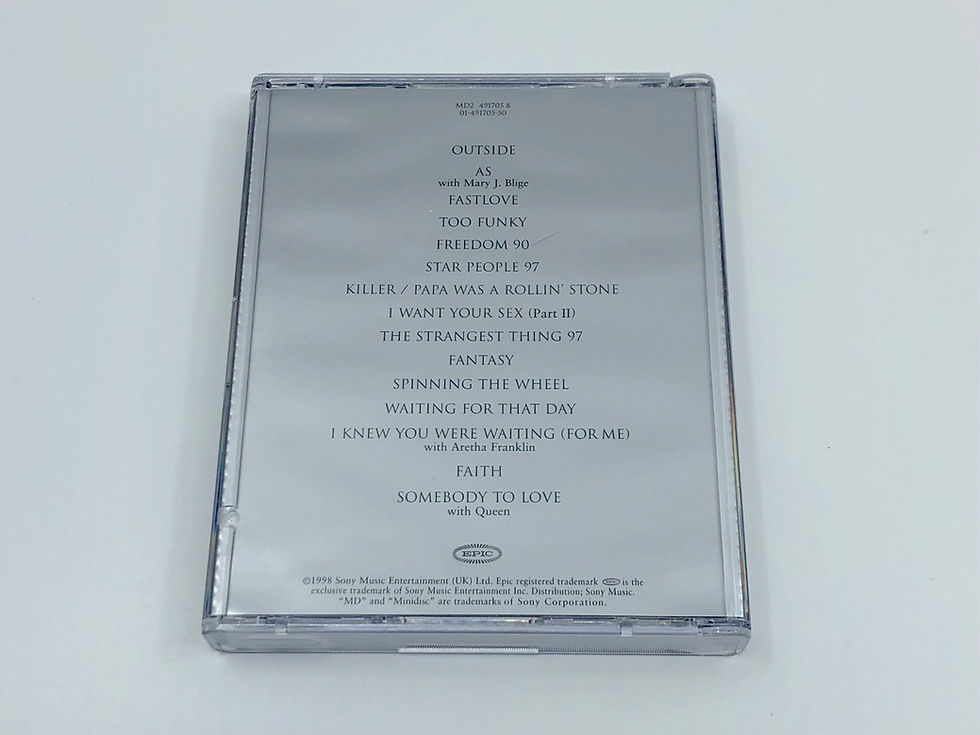 MD2 491705 8
01-491705-50
OUTSIDE
AS
with Mary J. Blige
FASTLOVE
TOO FUNKY
FREEDOM 90
STAR PEOPLE 97
KILLER / PAPA WAS A ROLLIN' STONE
I WANT YOUR SEX (Part II)
THE STRANGEST THING 97
FANTASY
SPINNING THE WHEEL
WAITING FOR THAT DAY
I KNEW YOU WERE WAITING (FOR ME)
with Aretha Franklin
FAITH
SOMEBODY TO LOVE
with Queen
EPIC
©1998 Sony Music Entertainment (UK) Ltd. Epic registered trademark EPIC is the
exclusive trademark of Sony Music Entertainment Inc. Distribution; Sony Music.
"MD" and "Minidisc" are trademarks of Sony Corporation.